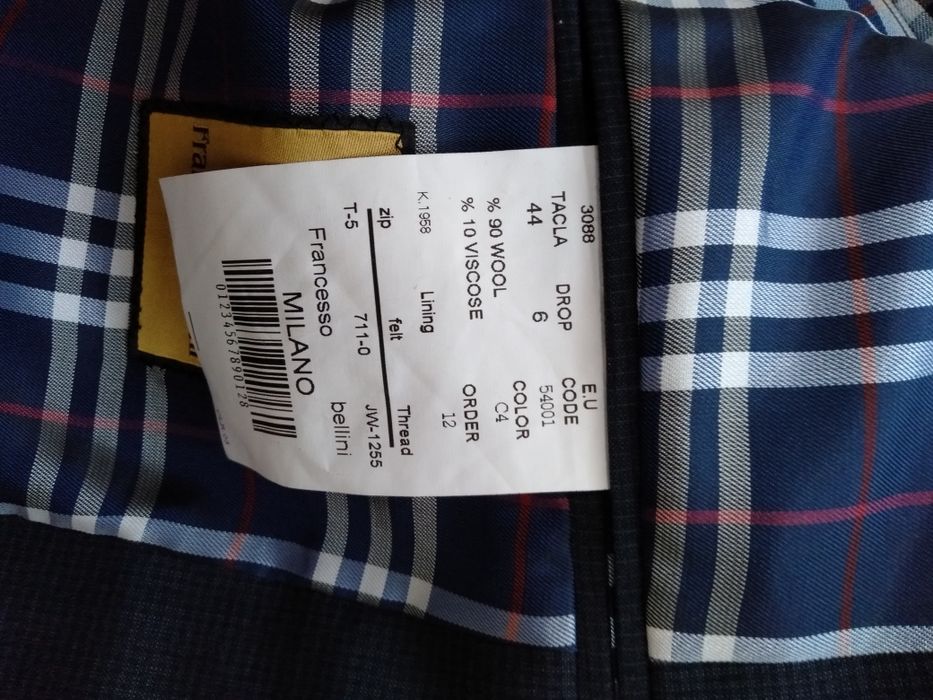 3088 E.U
TACLA DROP CODE
44 6 54001
COLOR
% 90 WOOL C4
% 10 VISCOSE ORDER
12
K.1958 Lining
zip felt Thread
T-5 711-0 JW-1255
Francesso bellini
MILANO
01234567890128